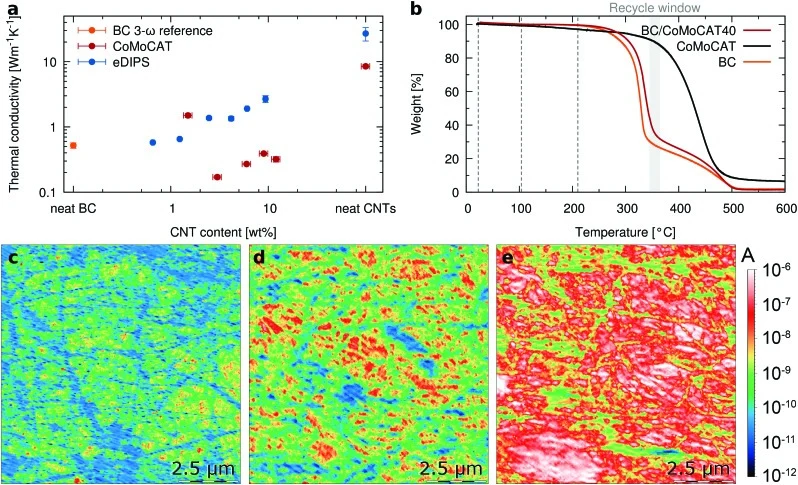 a
Thermal conductivity [Wm⁻¹K⁻¹]
10
1
0.1
BC 3-ω reference
CoMoCAT
eDIPS
neat BC
1
10
neat CNTs
CNT content [wt%]
b
Recycle window
Weight [%]
100
80
60
40
20
0
BC/CoMoCAT40
CoMoCAT
BC
0
100
200
300
400
500
600
Temperature [°C]
c
2.5 μm
d
2.5 μm
e
2.5 μm
A
10⁻⁶
10⁻⁷
10⁻⁸
10⁻⁹
10⁻¹⁰
10⁻¹¹
10⁻¹²